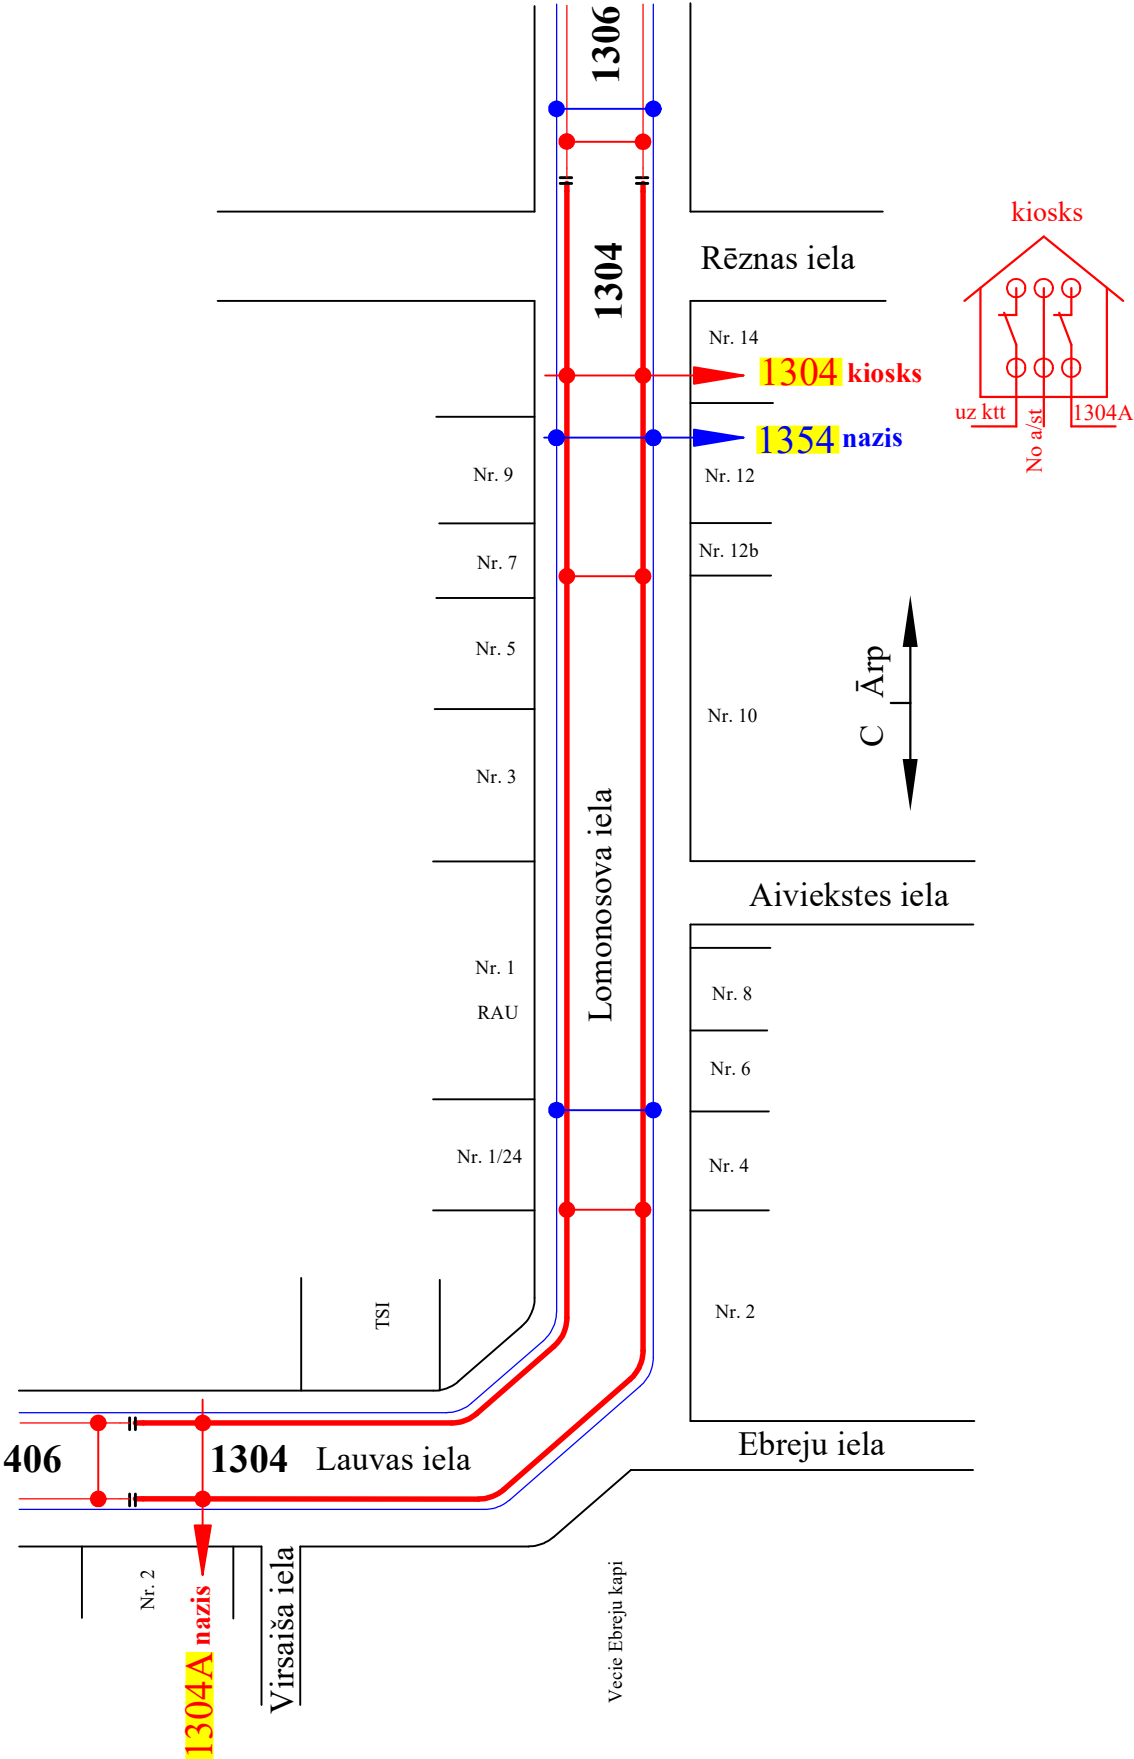 1306
kiosks
Rēznas iela
1304
Nr. 14
1304 kiosks
uz ktt
No a/st
1304A
1354 nazis
Nr. 9
Nr. 12
Nr. 12b
Nr. 7
Nr. 5
Ārp
C
Nr. 10
Nr. 3
Lomonosova iela
Aiviekstes iela
Nr. 1
RAU
Nr. 8
Nr. 6
Nr. 1/24
Nr. 4
TSI
Nr. 2
406
1304
Lauvas iela
Ebreju iela
Nr. 2
1304A nazis
Virsaiša iela
Vecie Ebreju kapi